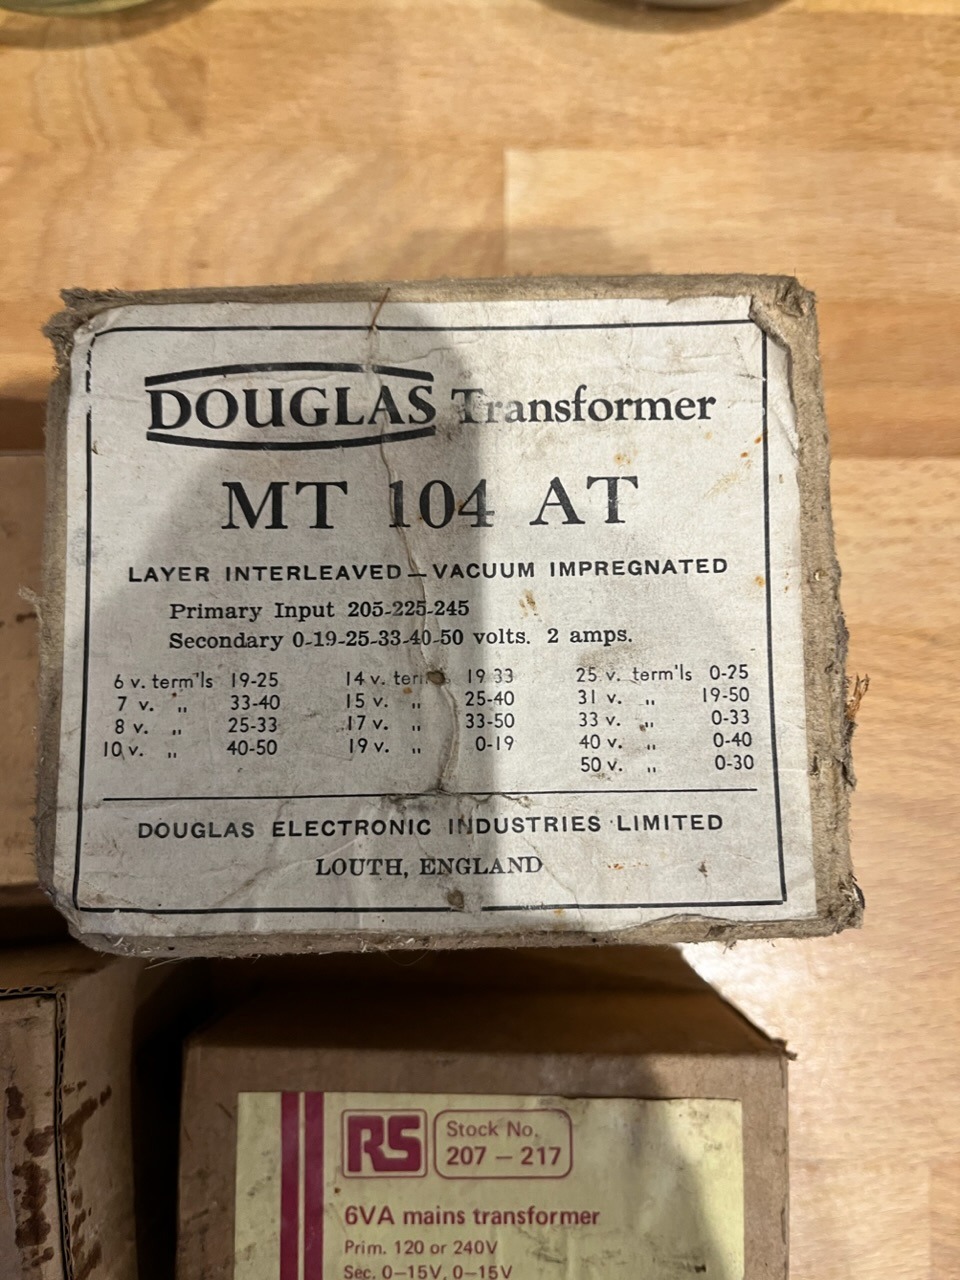 DOUGLAS Transformer
MT 104 AT
LAYER INTERLEAVED — VACUUM IMPREGNATED
Primary Input 205-225-245
Secondary 0-19-25-33-40-50 volts. 2 amps.
6 v. term'ls 19-25 14 v. ter 19 33 25 v. term'ls 0-25
7 v. „ 33-40 15 v. „ 25-40 31 v. „ 19-50
8 v. „ 25-33 17 v. „ 33-50 33 v. „ 0-33
10 v. „ 40-50 19 v. „ 0-19 40 v. „ 0-40
50 v. „ 0-30
DOUGLAS ELECTRONIC INDUSTRIES LIMITED
LOUTH, ENGLAND
RS Stock No.
207 – 217
6VA mains transformer
Prim. 120 or 240V
Sec. 0–15V, 0–15V